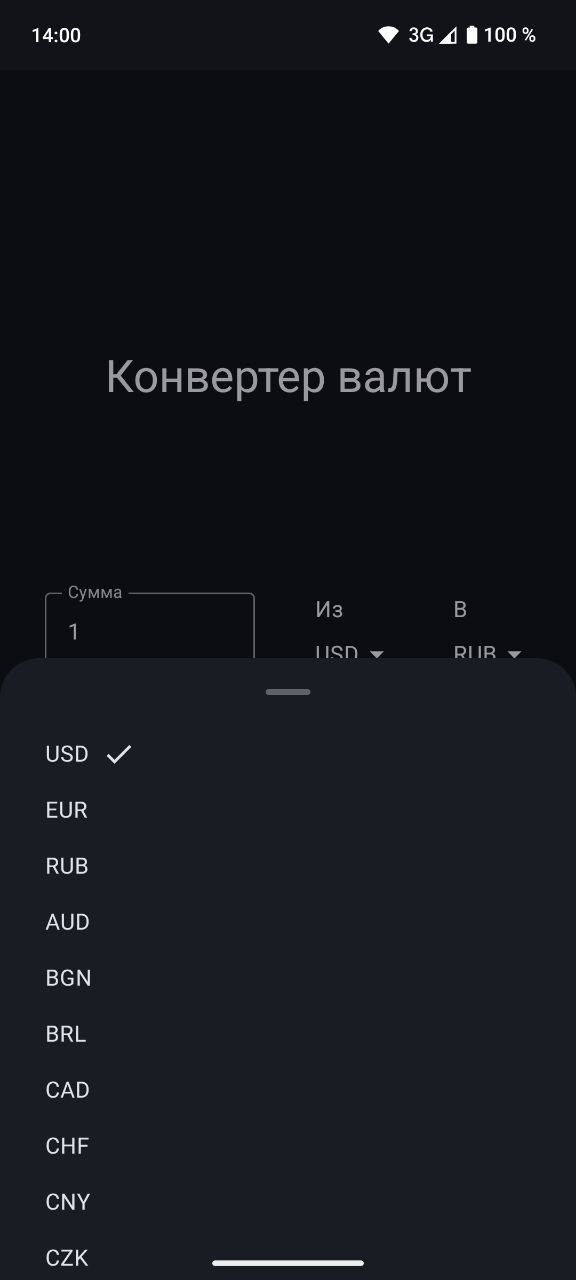 14:00 3G 100 %
Конвертер валют
Сумма
1
Из
В
USD
RUB
USD
EUR
RUB
AUD
BGN
BRL
CAD
CHF
CNY
CZK